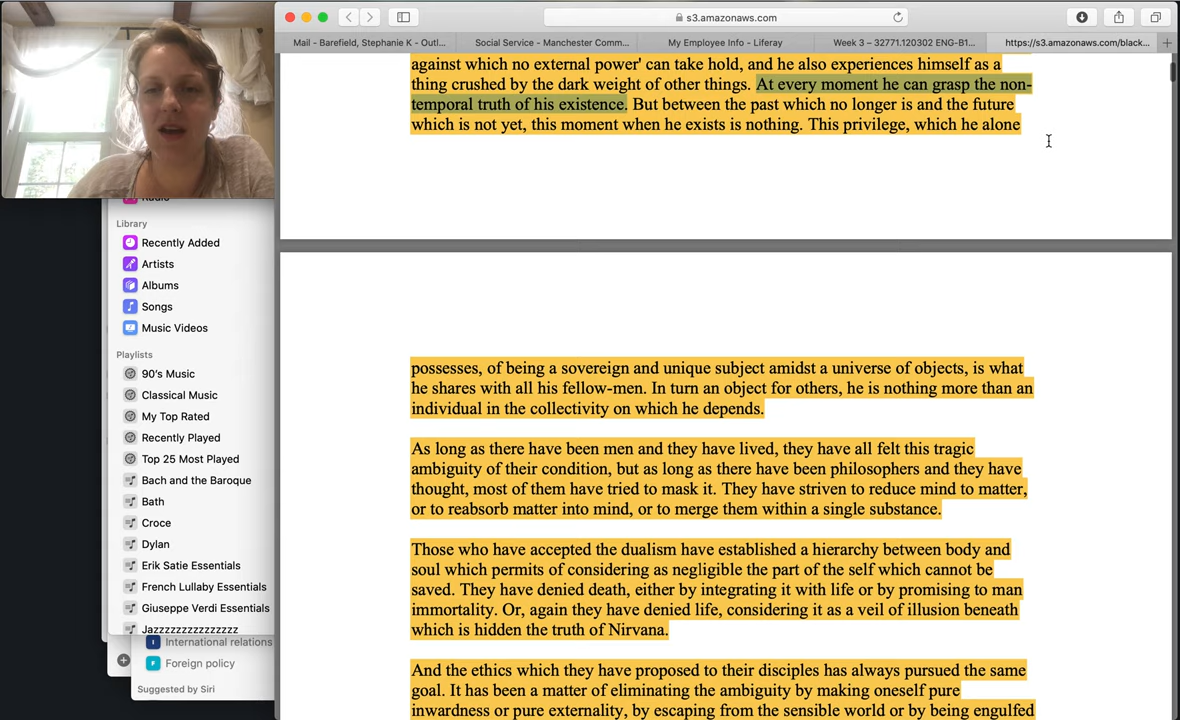 s3.amazonaws.com
Mail - Barefield, Stephanie K - Outl...
Social Service - Manchester Comm...
My Employee Info - Liferay
Week 3 – 32771.120302 ENG-B1...
https://s3.amazonaws.com/black...
against which no external power' can take hold, and he also experiences himself as a
thing crushed by the dark weight of other things. At every moment he can grasp the non-
temporal truth of his existence. But between the past which no longer is and the future
which is not yet, this moment when he exists is nothing. This privilege, which he alone
Radio
Library
Recently Added
Artists
Albums
Songs
Music Videos
Playlists
90's Music
Classical Music
My Top Rated
Recently Played
Top 25 Most Played
Bach and the Baroque
Bath
Croce
Dylan
Erik Satie Essentials
French Lullaby Essentials
Giuseppe Verdi Essentials
Jazzzzzzzzzzzzzzz
International relations
Foreign policy
Suggested by Siri
possesses, of being a sovereign and unique subject amidst a universe of objects, is what
he shares with all his fellow-men. In turn an object for others, he is nothing more than an
individual in the collectivity on which he depends.
As long as there have been men and they have lived, they have all felt this tragic
ambiguity of their condition, but as long as there have been philosophers and they have
thought, most of them have tried to mask it. They have striven to reduce mind to matter,
or to reabsorb matter into mind, or to merge them within a single substance.
Those who have accepted the dualism have established a hierarchy between body and
soul which permits of considering as negligible the part of the self which cannot be
saved. They have denied death, either by integrating it with life or by promising to man
immortality. Or, again they have denied life, considering it as a veil of illusion beneath
which is hidden the truth of Nirvana.
And the ethics which they have proposed to their disciples has always pursued the same
goal. It has been a matter of eliminating the ambiguity by making oneself pure
inwardness or pure externality, by escaping from the sensible world or by being engulfed